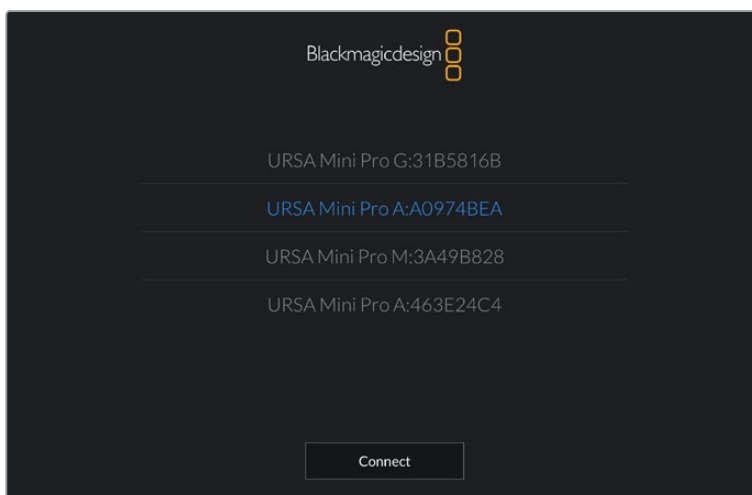 Blackmagicdesign
URSA Mini Pro G:31B5816B
URSA Mini Pro A:A0974BEA
URSA Mini Pro M:3A49B828
URSA Mini Pro A:463E24C4
Connect